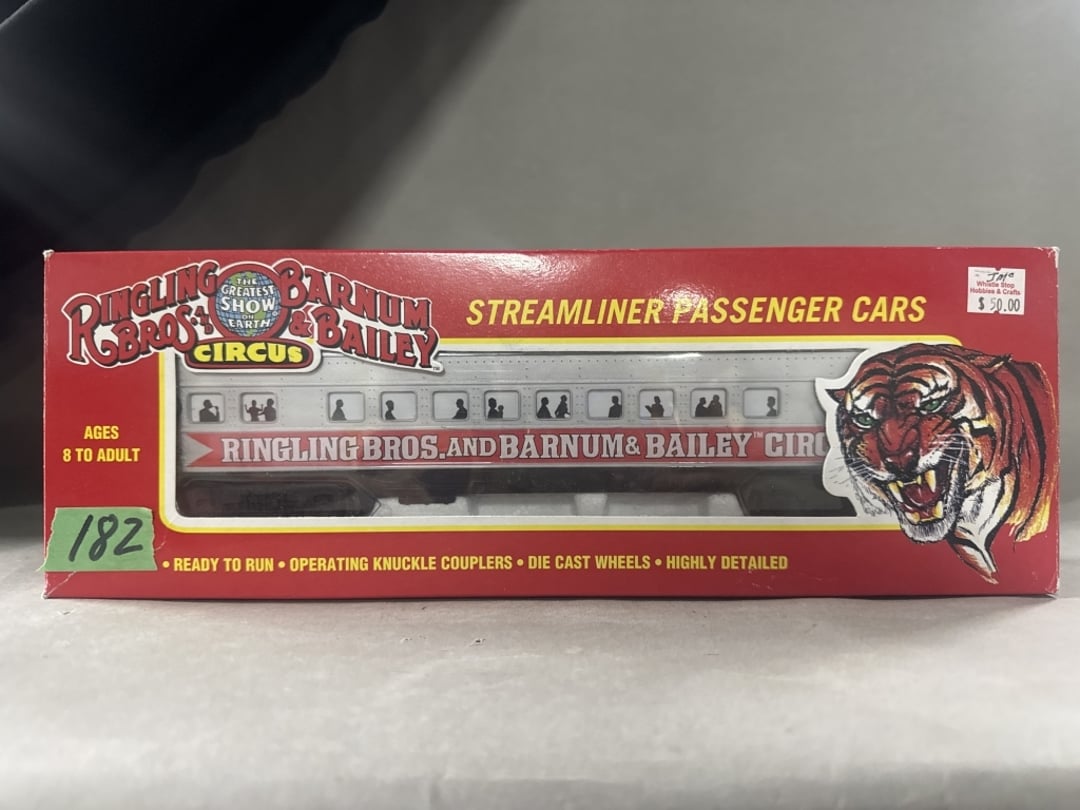 RINGLING BROS. AND BARNUM & BAILEY
THE
GREATEST
SHOW
ON
EARTH
CIRCUS
STREAMLINER PASSENGER CARS
Whistle Stop
Hobbies & Crafts
$ 50.00
AGES
8 TO ADULT
RINGLING BROS. AND BARNUM & BAILEY™ CIRC
182
• READY TO RUN • OPERATING KNUCKLE COUPLERS • DIE CAST WHEELS • HIGHLY DETAILED